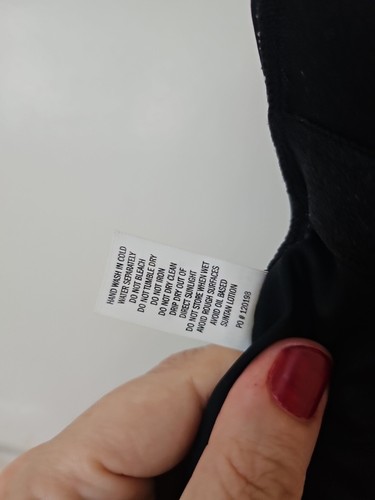 HAND WASH IN COLD
WATER SEPARATELY
DO NOT BLEACH
DO NOT TUMBLE DRY
DO NOT IRON
DO NOT DRY CLEAN
DRIP DRY OUT OF
DIRECT SUNLIGHT
DO NOT STORE WHEN WET
AVOID ROUGH SURFACES
AVOID OIL BASED
SUNTAN LOTION
PO # 120198